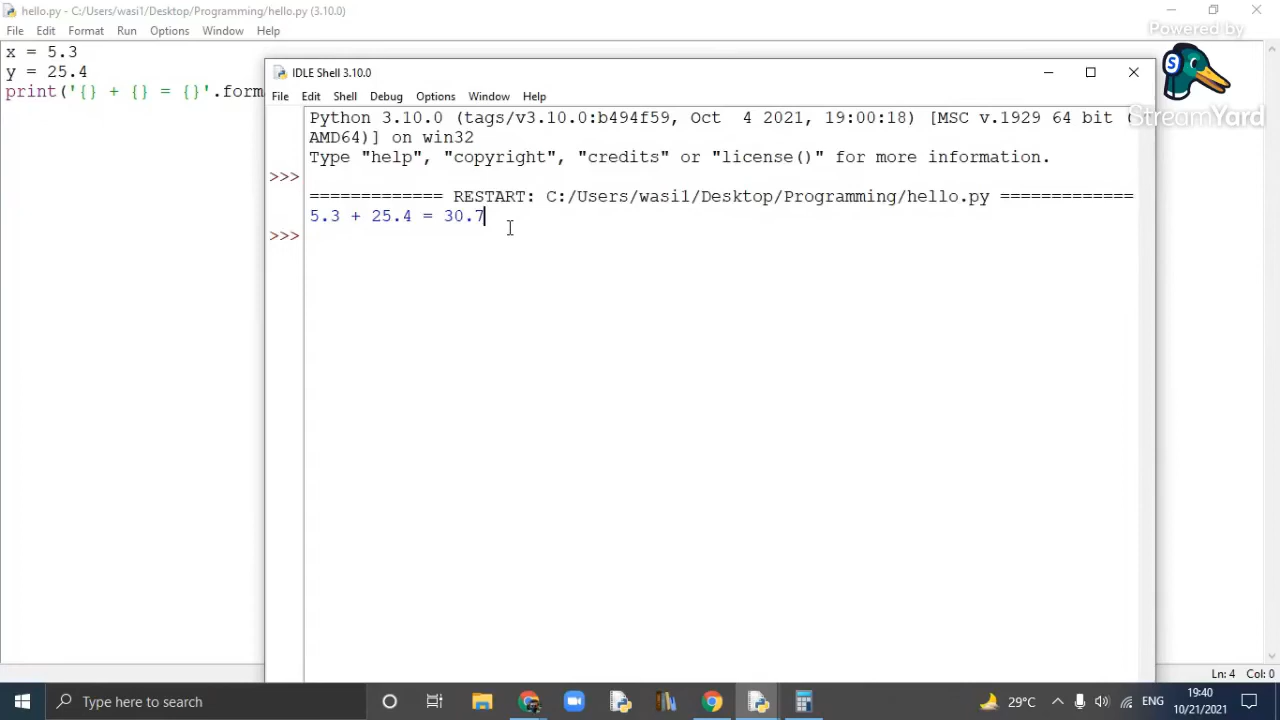 hello.py - C:/Users/wasi1/Desktop/Programming/hello.py (3.10.0)
File Edit Format Run Options Window Help
Powered by
StreamYard
x = 5.3
y = 25.4
print('{} + {} = {}'.form
IDLE Shell 3.10.0
File Edit Shell Debug Options Window Help
Python 3.10.0 (tags/v3.10.0:b494f59, Oct  4 2021, 19:00:18) [MSC v.1929 64 bit (
AMD64)] on win32
Type "help", "copyright", "credits" or "license()" for more information.
>>>
============= RESTART: C:/Users/wasi1/Desktop/Programming/hello.py =============
5.3 + 25.4 = 30.7
>>>
Ln: 4 Col: 0
Type here to search
29°C
ENG
19:40
10/21/2021